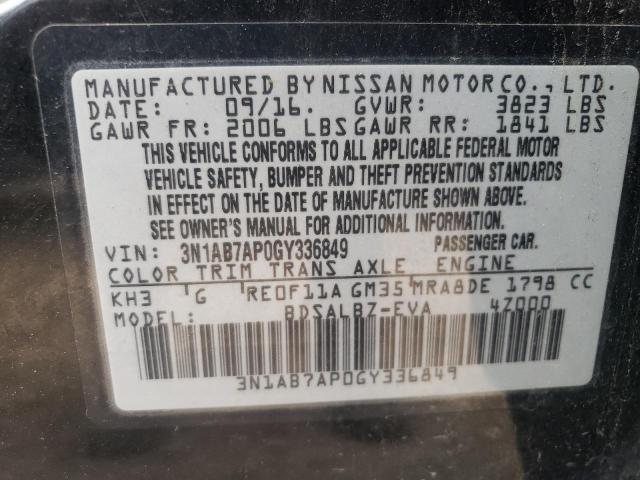 MANUFACTURED BY NISSAN MOTOR CO., LTD.
DATE: 09/16. GVWR: 3823 LBS
GAWR FR: 2006 LBS GAWR RR: 1841 LBS
THIS VEHICLE CONFORMS TO ALL APPLICABLE FEDERAL MOTOR
VEHICLE SAFETY, BUMPER AND THEFT PREVENTION STANDARDS
IN EFFECT ON THE DATE OF MANUFACTURE SHOWN ABOVE.
SEE OWNER'S MANUAL FOR ADDITIONAL INFORMATION.
VIN: 3N1AB7AP0GY336849 PASSENGER CAR.
COLOR TRIM TRANS AXLE ENGINE
KH3 G RE0F11A GM35 MRA8DE 1798 CC
MODEL BDSALBZ-EVA 4Z000
3N1AB7AP0GY336849